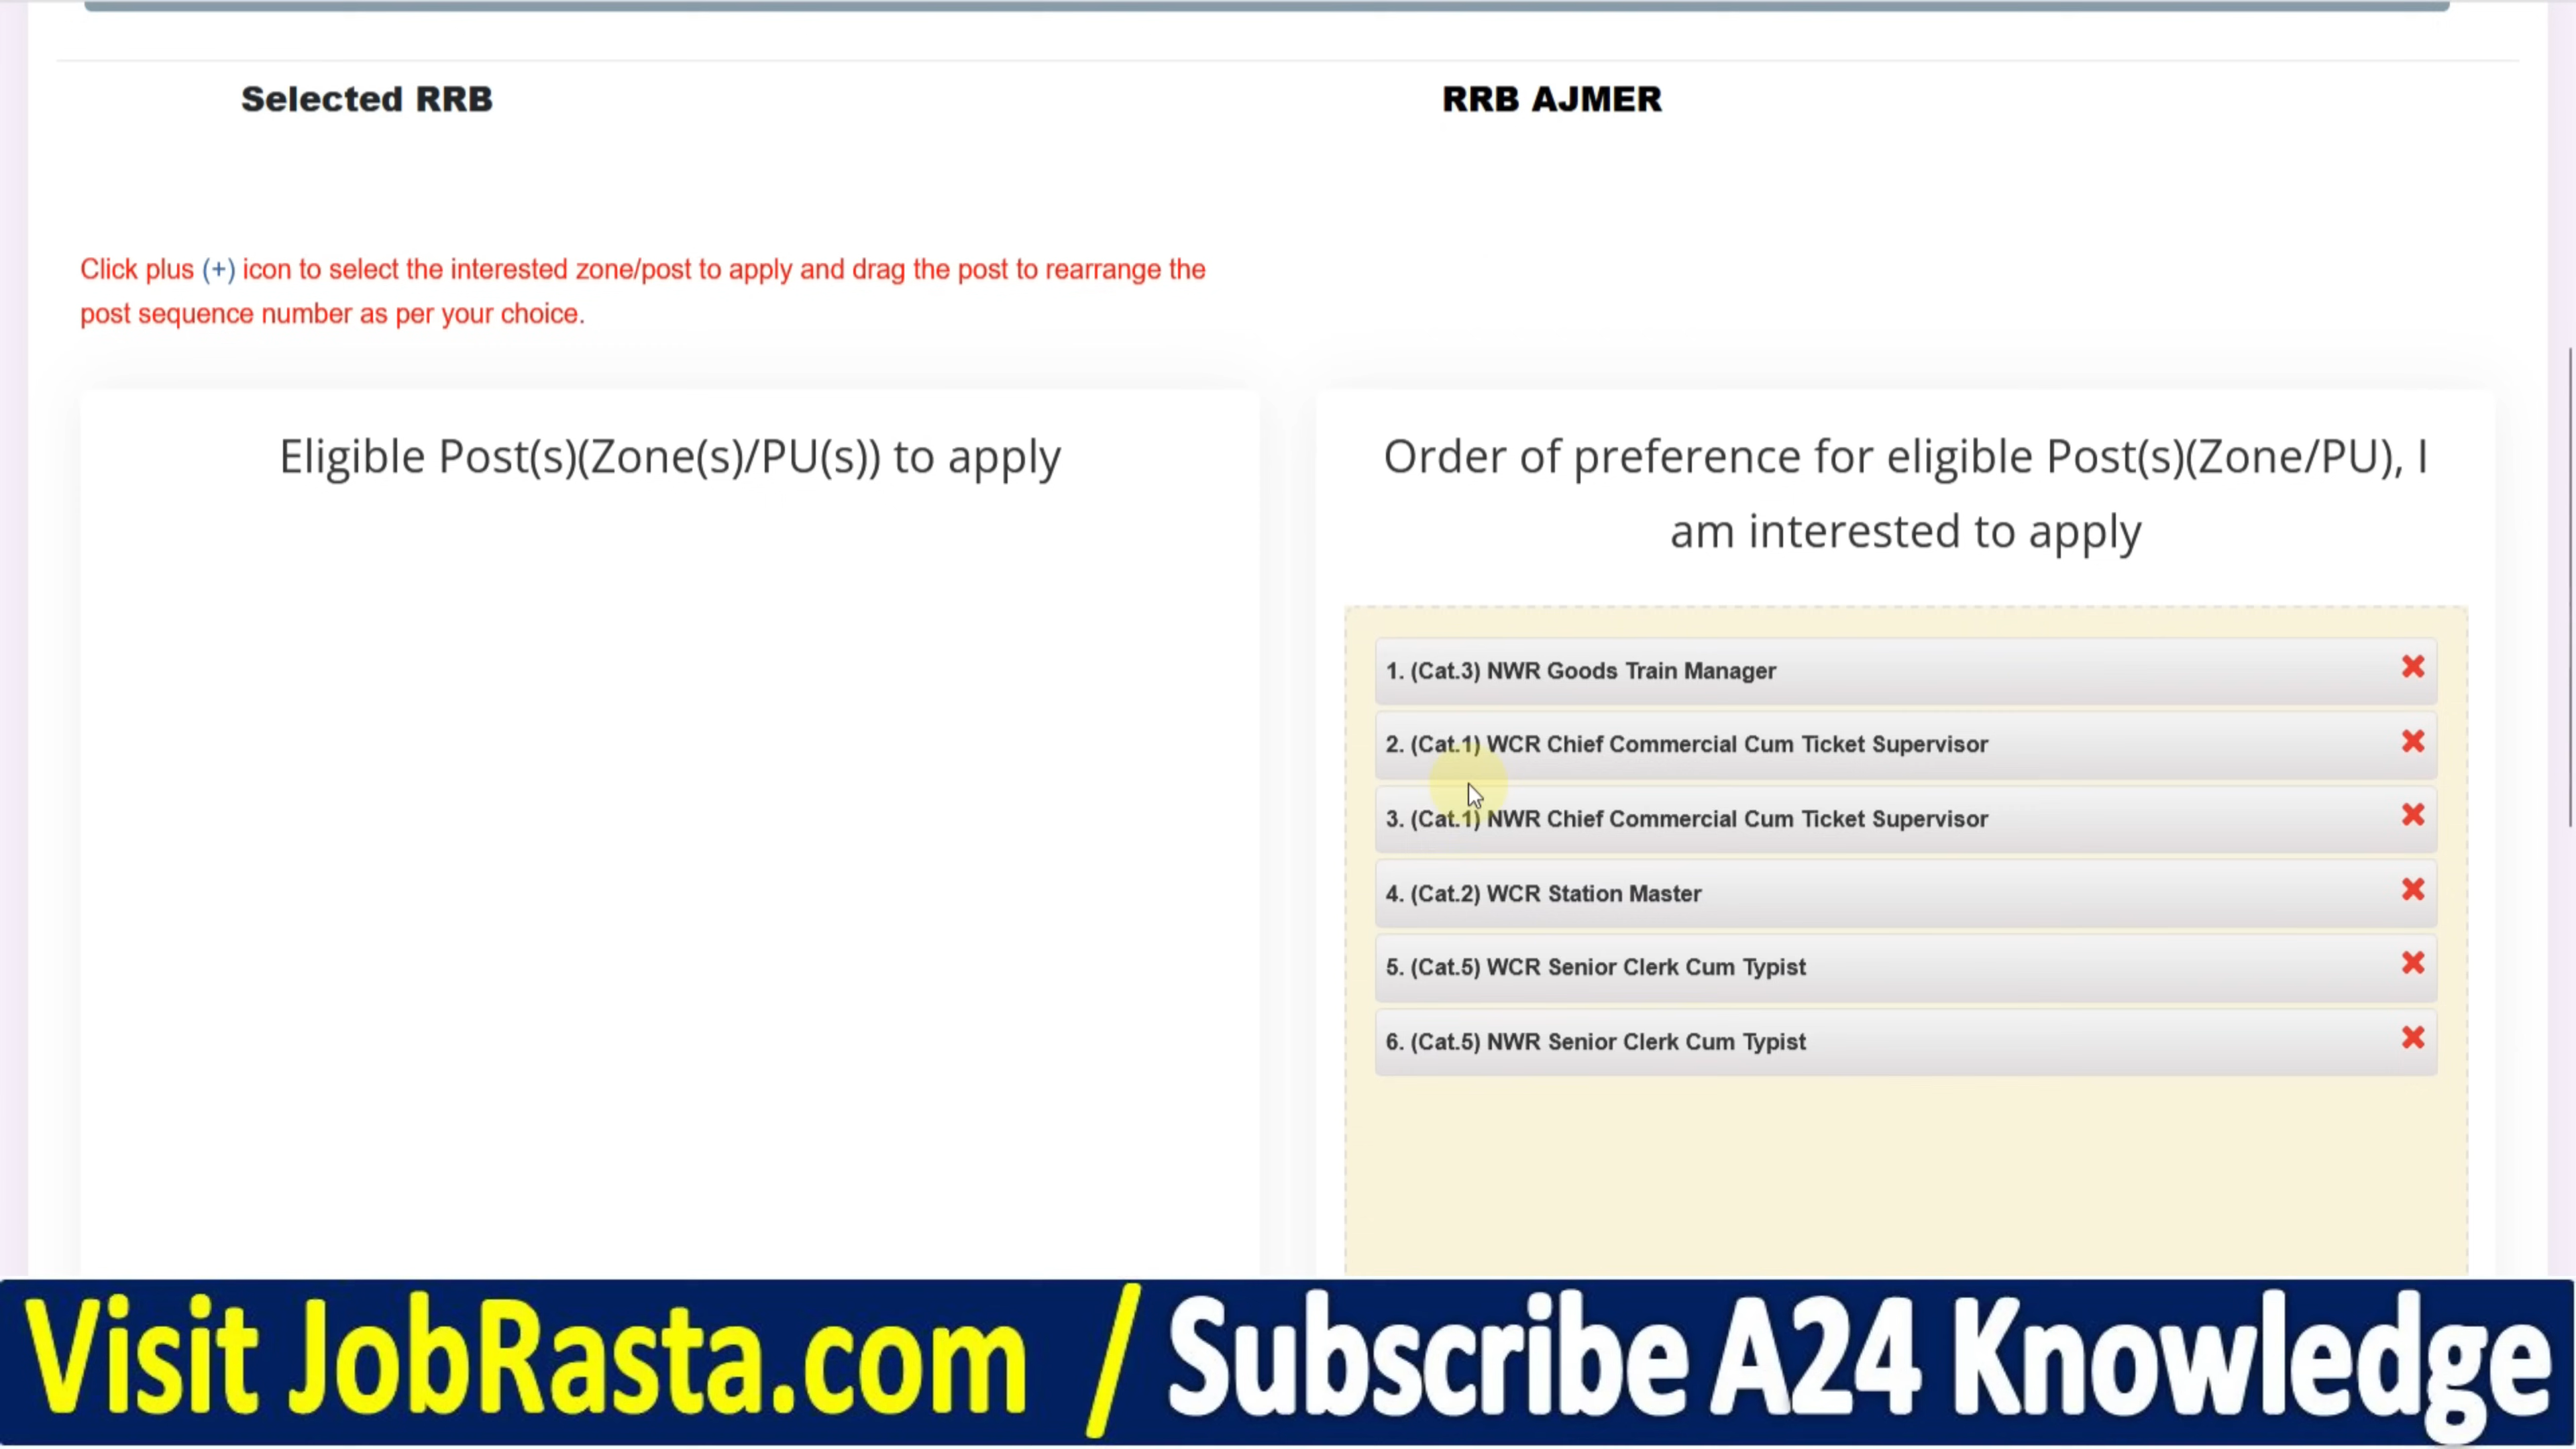 Selected RRB
RRB AJMER
Click plus (+) icon to select the interested zone/post to apply and drag the post to rearrange the
post sequence number as per your choice.
Eligible Post(s)(Zone(s)/PU(s)) to apply
Order of preference for eligible Post(s)(Zone/PU), I
am interested to apply
1. (Cat.3) NWR Goods Train Manager
2. (Cat.1) WCR Chief Commercial Cum Ticket Supervisor
3. (Cat.1) NWR Chief Commercial Cum Ticket Supervisor
4. (Cat.2) WCR Station Master
5. (Cat.5) WCR Senior Clerk Cum Typist
6. (Cat.5) NWR Senior Clerk Cum Typist
Visit JobRasta.com / Subscribe A24 Knowledge